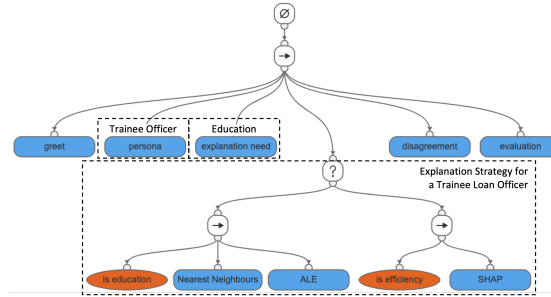 ∅
→
Trainee Officer
Education
greet
persona
explanation need
disagreement
evaluation
?
Explanation Strategy for
a Trainee Loan Officer
→
→
is education
Nearest Neighbours
ALE
is efficiency
SHAP